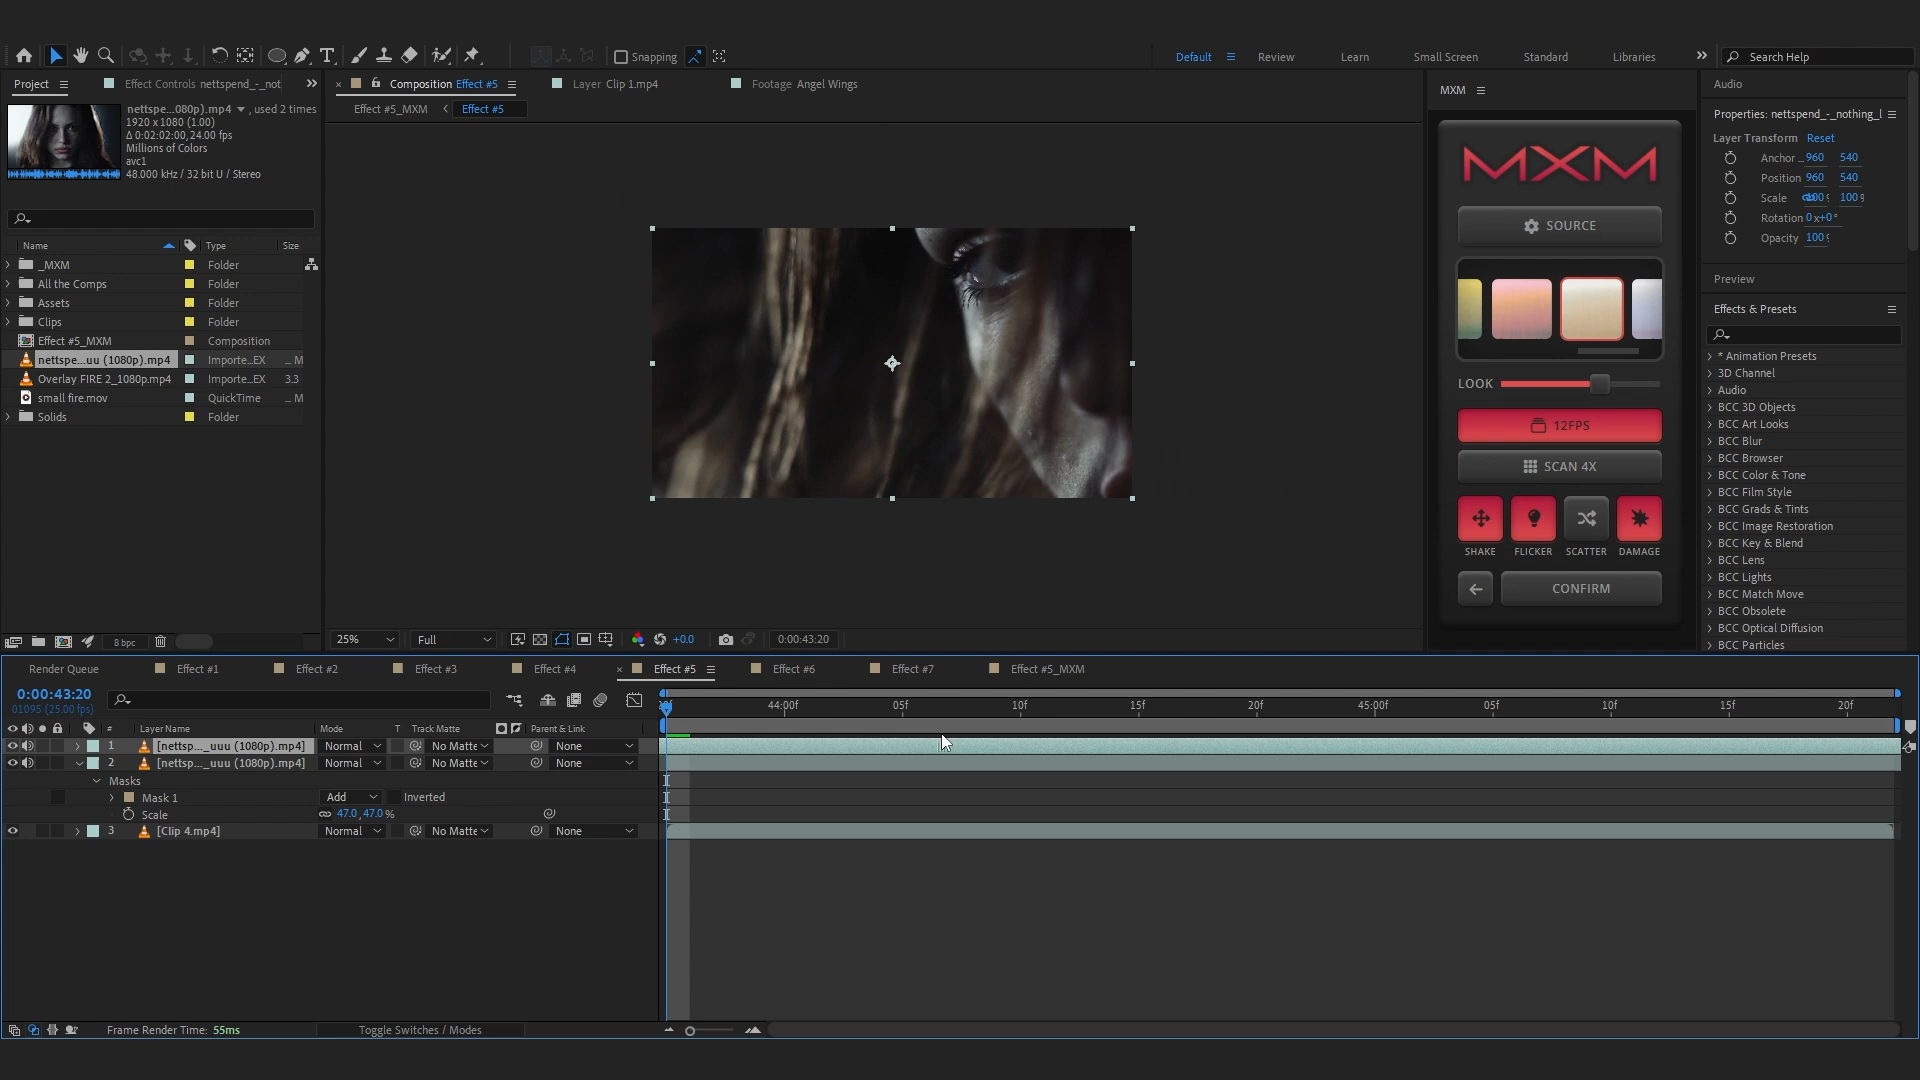 Snapping
Default
Review
Learn
Small Screen
Standard
Libraries
Search Help
Project
Effect Controls nettspend_-_not
Composition Effect #5
Layer Clip 1.mp4
Footage Angel Wings
MXM
Audio
Effect #5_MXM
Effect #5
nettspe...080p).mp4 , used 2 times
1920 x 1080 (1.00)
Δ 0:02:02:00, 24.00 fps
Millions of Colors
avc1
48.000 kHz / 32 bit U / Stereo
Name Type Size
_MXM Folder
All the Comps Folder
Assets Folder
Clips Folder
Effect #5_MXM Composition
nettspe...uu (1080p).mp4 Importe...EX ... M
Overlay FIRE 2_1080p.mp4 Importe...EX 3.3
small fire.mov QuickTime ... M
Solids Folder
8 bpc
25%
Full
+0.0
0:00:43:20
MXM
SOURCE
LOOK
12FPS
SCAN 4X
SHAKE FLICKER SCATTER DAMAGE
CONFIRM
Properties: nettspend_-_nothing_l
Layer Transform Reset
Anchor ... 960 540
Position 960 540
Scale 100 100
Rotation 0x+0°
Opacity 100
Preview
Effects & Presets
* Animation Presets
3D Channel
Audio
BCC 3D Objects
BCC Art Looks
BCC Blur
BCC Browser
BCC Color & Tone
BCC Film Style
BCC Grads & Tints
BCC Image Restoration
BCC Key & Blend
BCC Lens
BCC Lights
BCC Match Move
BCC Obsolete
BCC Optical Diffusion
BCC Particles
Render Queue
Effect #1
Effect #2
Effect #3
Effect #4
Effect #5
Effect #6
Effect #7
Effect #5_MXM
0:00:43:20
01095 (25.00 fps)
44:00f 05f 10f 15f 20f 45:00f 05f 10f 15f 20f
# Layer Name Mode T Track Matte Parent & Link
1 [nettsp..._uuu (1080p).mp4] Normal No Matte None
2 [nettsp..._uuu (1080p).mp4] Normal No Matte None
Masks
Mask 1 Add Inverted
Scale 47.0, 47.0 %
3 [Clip 4.mp4] Normal No Matte None
Frame Render Time: 55ms
Toggle Switches / Modes